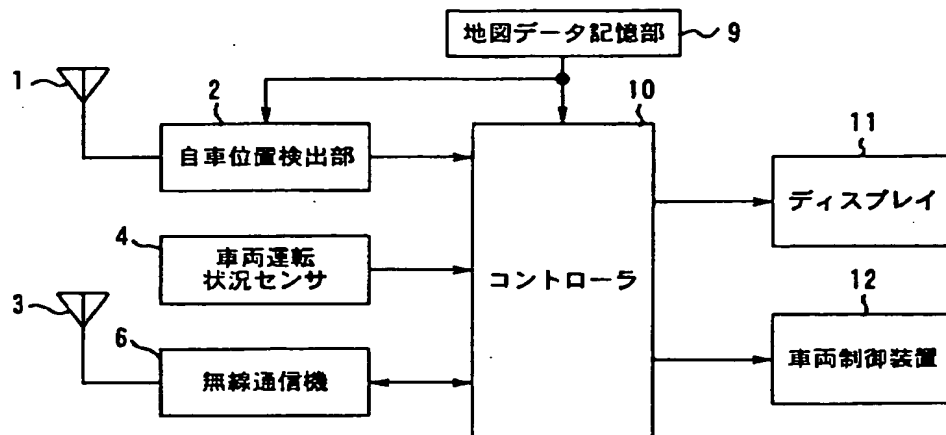 地図データ記憶部
9
1
2
10
自車位置検出部
11
ディスプレイ
4
車両運転
状況センサ
コントローラ
3
12
6
車両制御装置
無線通信機